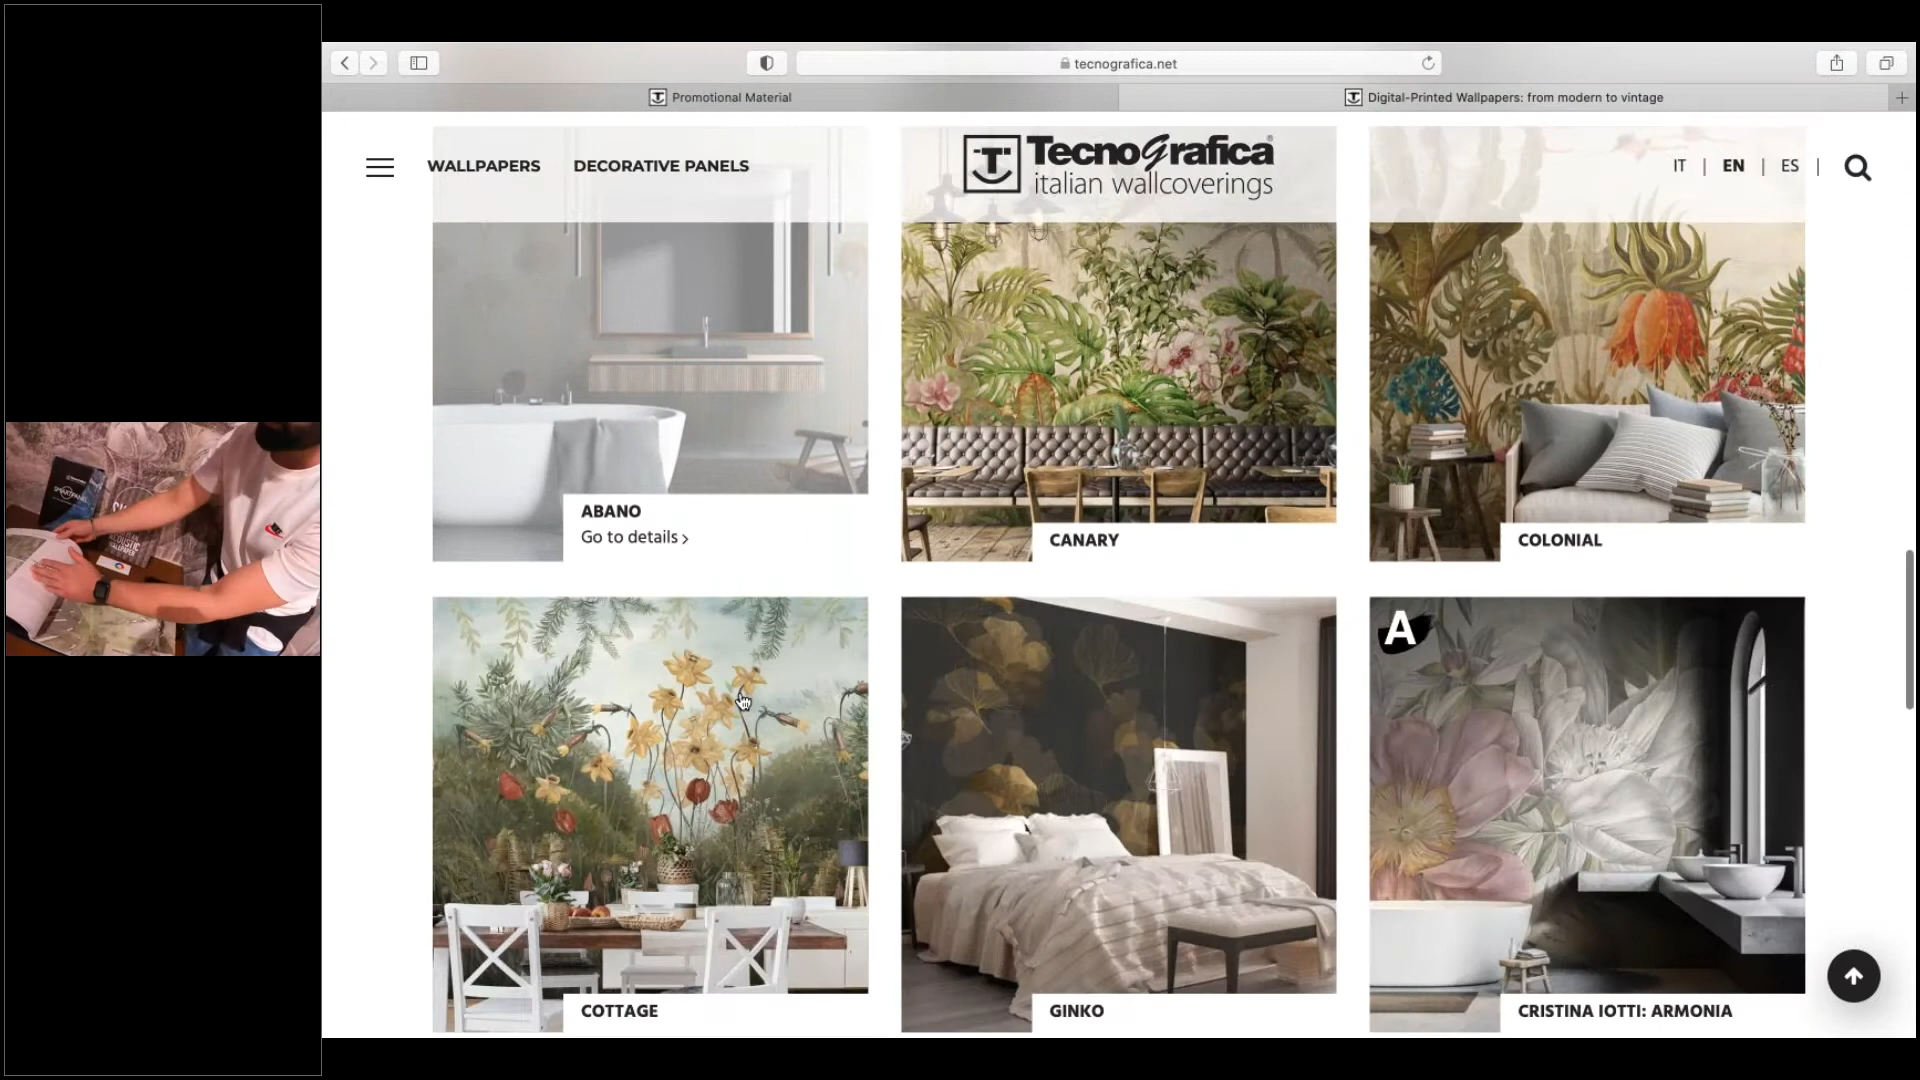 tecnografica.net
Promotional Material
Digital-Printed Wallpapers: from modern to vintage
WALLPAPERS
DECORATIVE PANELS
TecnoGrafica
italian wallcoverings
IT | EN | ES |
ABANO
Go to details ›
CANARY
COLONIAL
A
COTTAGE
GINKO
CRISTINA IOTTI: ARMONIA
SMARTPANEL